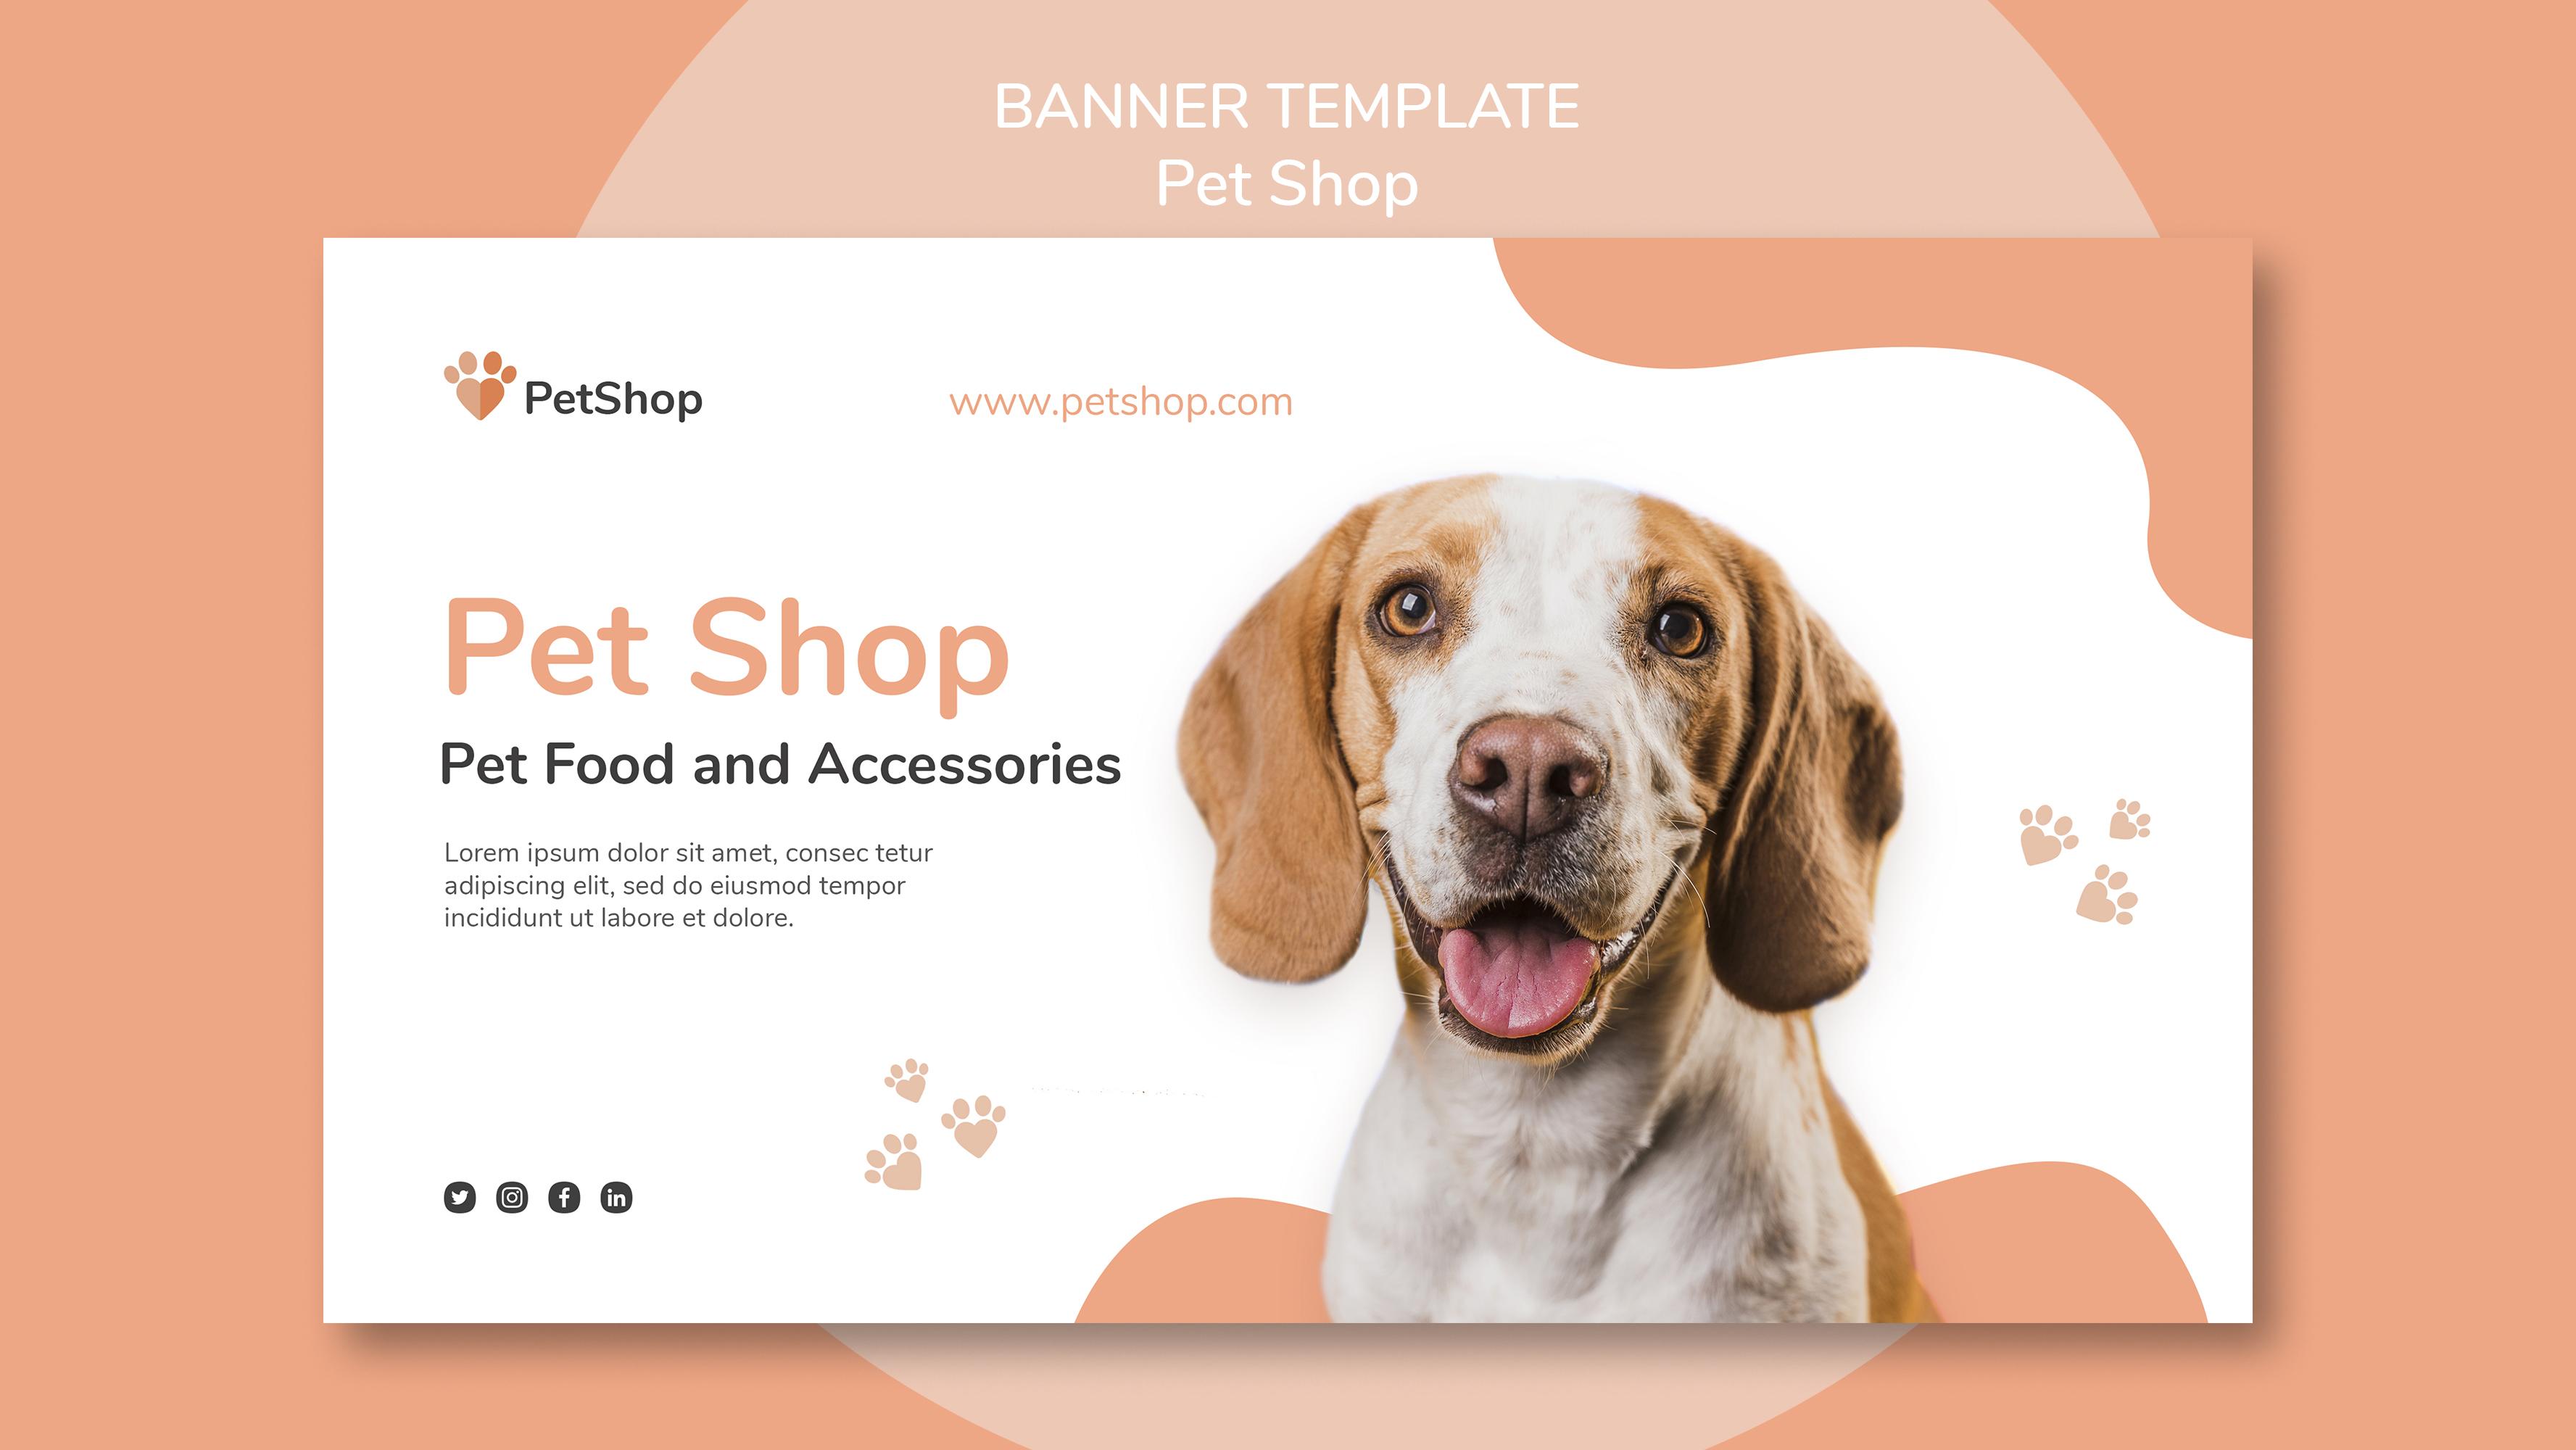 BANNER TEMPLATE
Pet Shop
PetShop
www.petshop.com
Pet Shop
Pet Food and Accessories
Lorem ipsum dolor sit amet, consec tetur
adipiscing elit, sed do eiusmod tempor
incididunt ut labore et dolore.